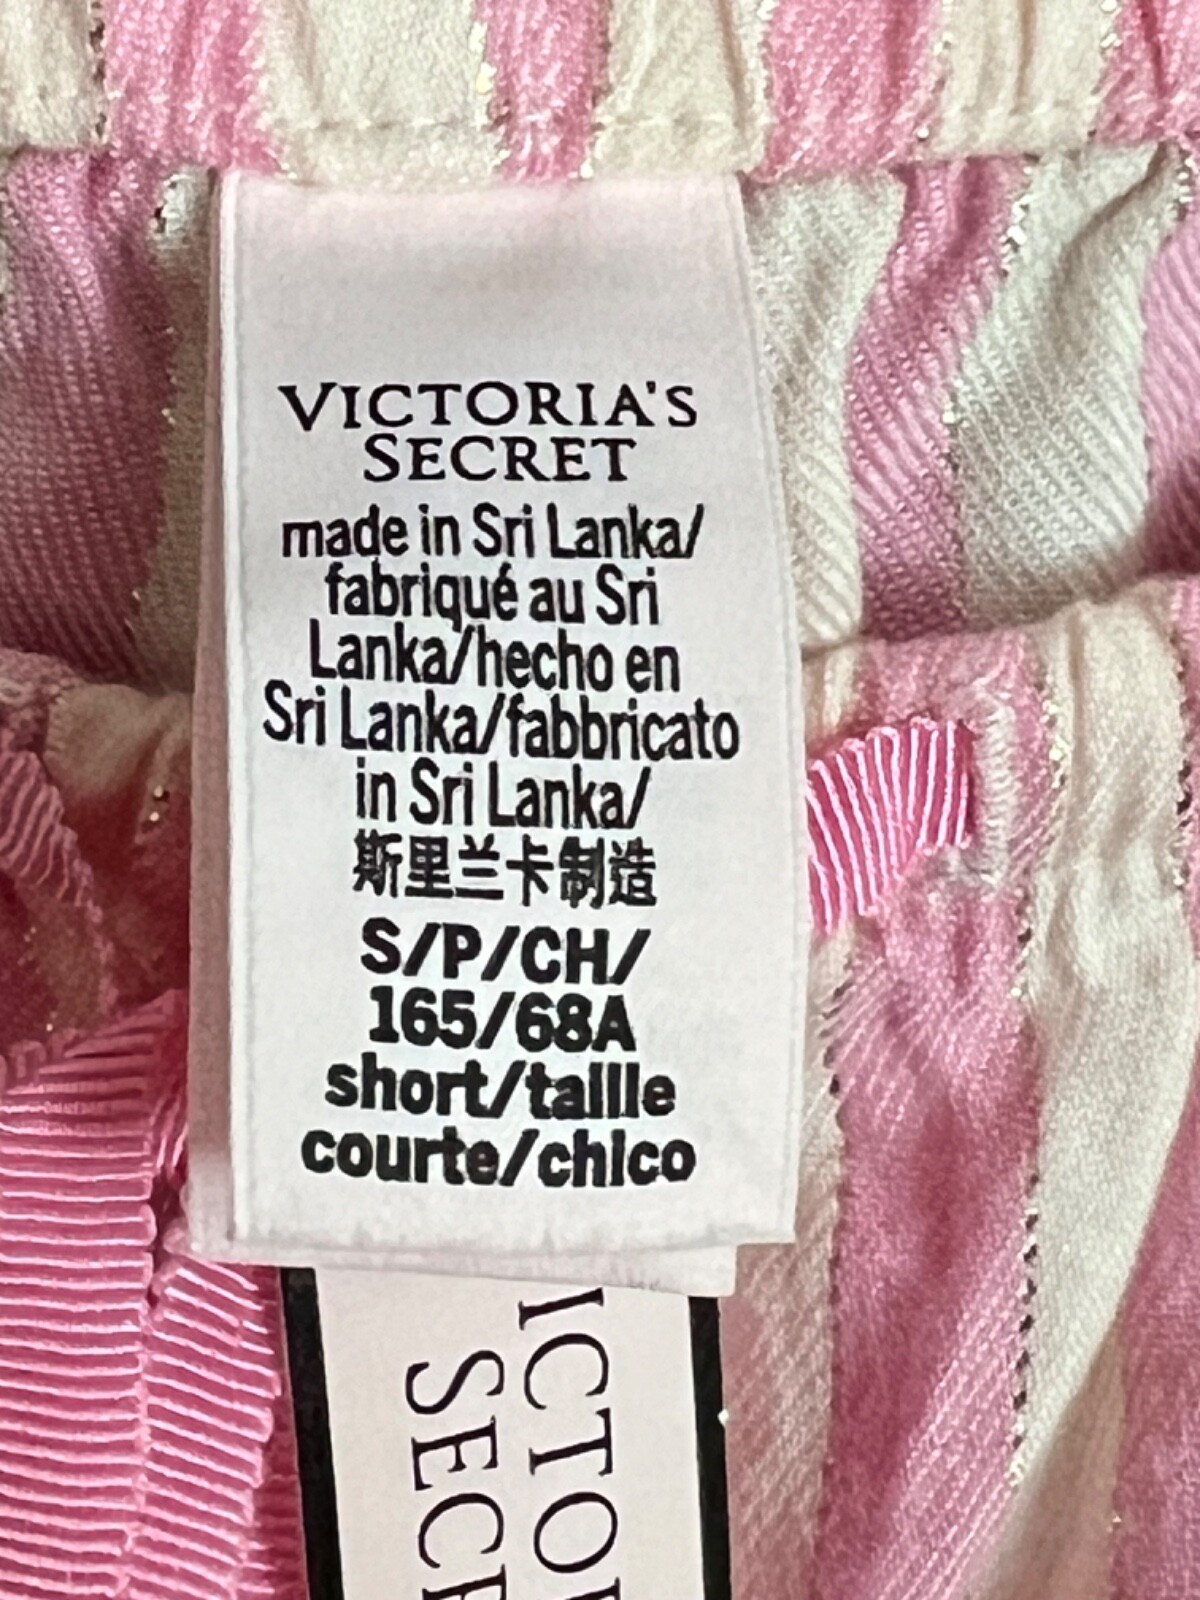 VICTORIA'S
SECRET
made in Sri Lanka/
fabriqué au Sri
Lanka/hecho en
Sri Lanka/fabbricato
in Sri Lanka/
斯里兰卡制造
S/P/CH/
165/68A
short/taille
courte/chico